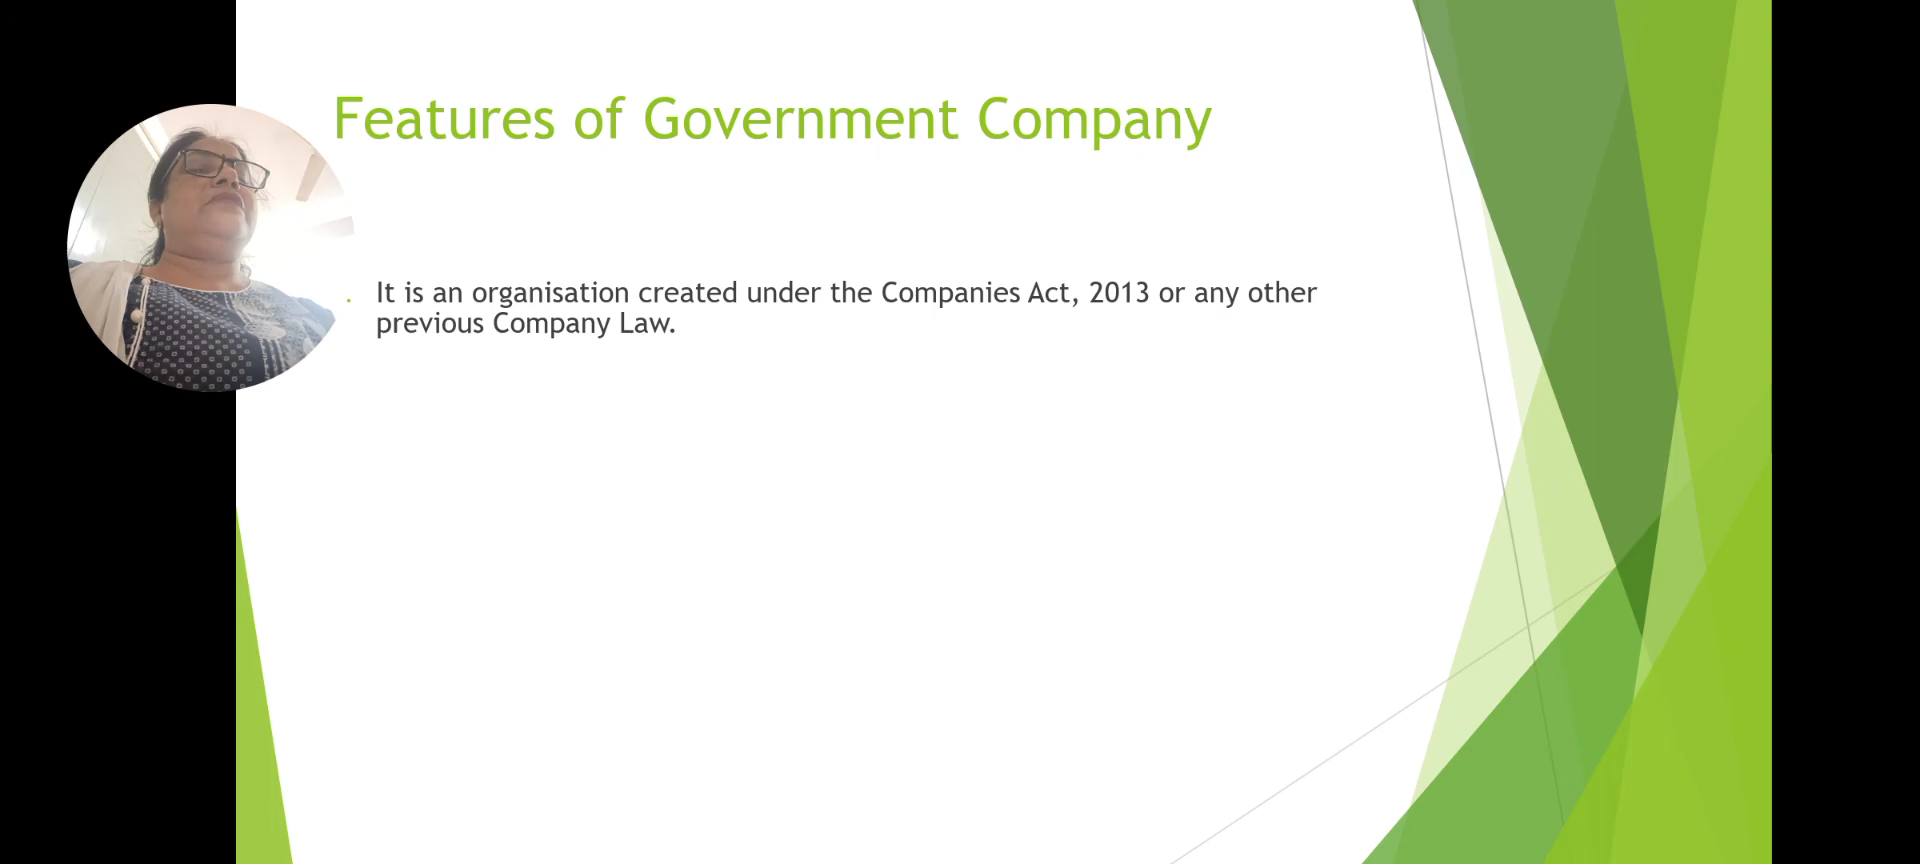 Features of Government Company
. It is an organisation created under the Companies Act, 2013 or any other
previous Company Law.